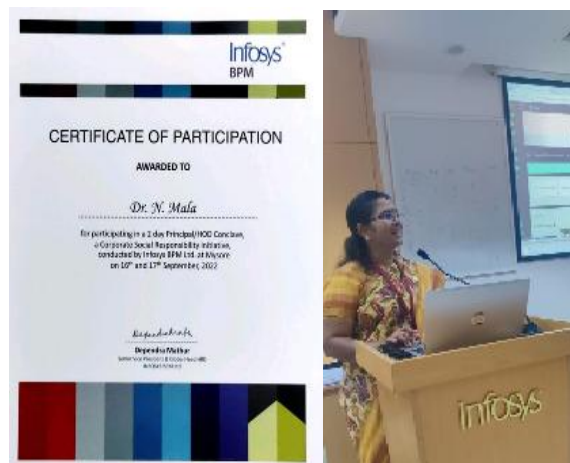 Infosys®
BPM
CERTIFICATE OF PARTICIPATION
AWARDED TO
Dr. N. Mala
for participating in a 2 day Principal/HOD Conclave,
a Corporate Social Responsibility Initiative,
conducted by Infosys BPM Ltd. at Mysore
on 16th and 17th September, 2022
Dependra Mathur
Infosys